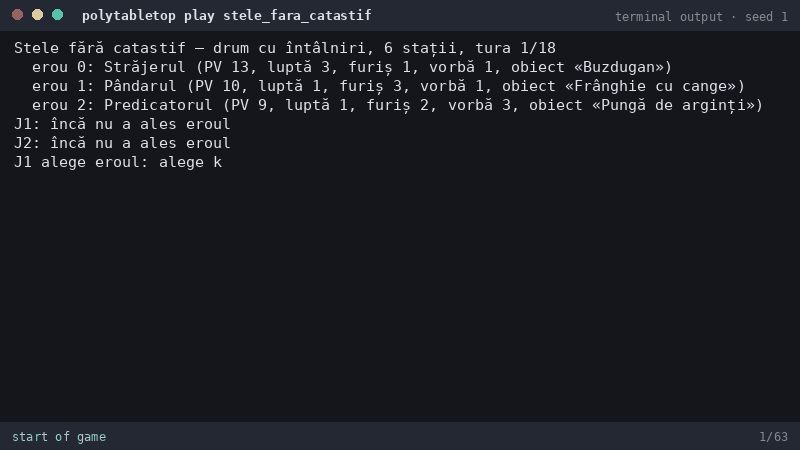 polytabletop play stele_fara_catastif
terminal output · seed 1
Stele fără catastif — drum cu întâlniri, 6 stații, tura 1/18
erou 0: Străjerul (PV 13, luptă 3, furiș 1, vorbă 1, obiect «Buzdugan»)
erou 1: Pândarul (PV 10, luptă 1, furiș 3, vorbă 1, obiect «Frânghie cu cange»)
erou 2: Predicatorul (PV 9, luptă 1, furiș 2, vorbă 3, obiect «Pungă de arginți»)
J1: încă nu a ales eroul
J2: încă nu a ales eroul
J1 alege eroul: alege k
start of game
1/63